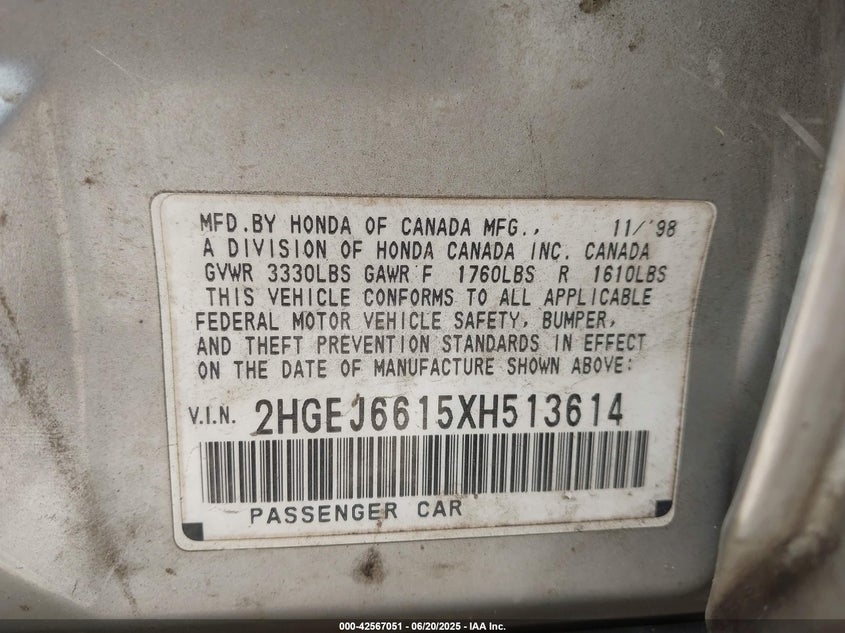 MFD.BY HONDA OF CANADA MFG., 11/'98
A DIVISION OF HONDA CANADA INC. CANADA
GVWR 3330LBS GAWR F 1760LBS R 1610LBS
THIS VEHICLE CONFORMS TO ALL APPLICABLE
FEDERAL MOTOR VEHICLE SAFETY, BUMPER,
AND THEFT PREVENTION STANDARDS IN EFFECT
ON THE DATE OF MANUFACTURE SHOWN ABOVE:
V.I.N. 2HGEJ6615XH513614
PASSENGER CAR
000-42567051 - 06/20/2025 - IAA Inc.